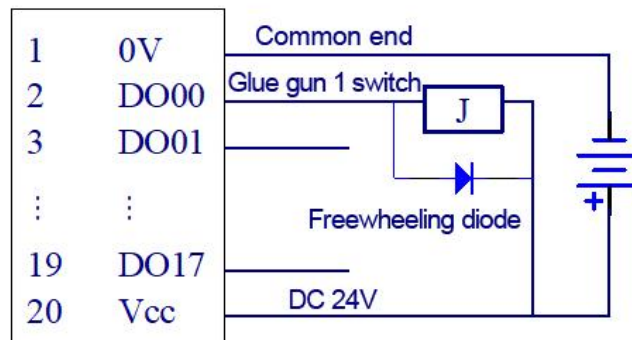 1 0V Common end
2 DO00 Glue gun 1 switch
J
3 DO01
Freewheeling diode
⋮ ⋮
+
19 DO17
DC 24V
20 Vcc